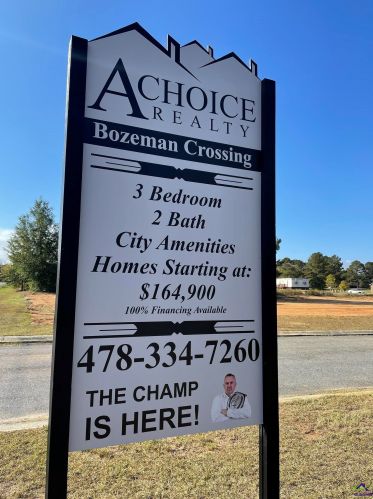 ACHOICE
REALTY
Bozeman Crossing
3 Bedroom
2 Bath
City Amenities
Homes Starting at:
$164,900
100% Financing Available
478-334-7260
THE CHAMP
IS HERE!